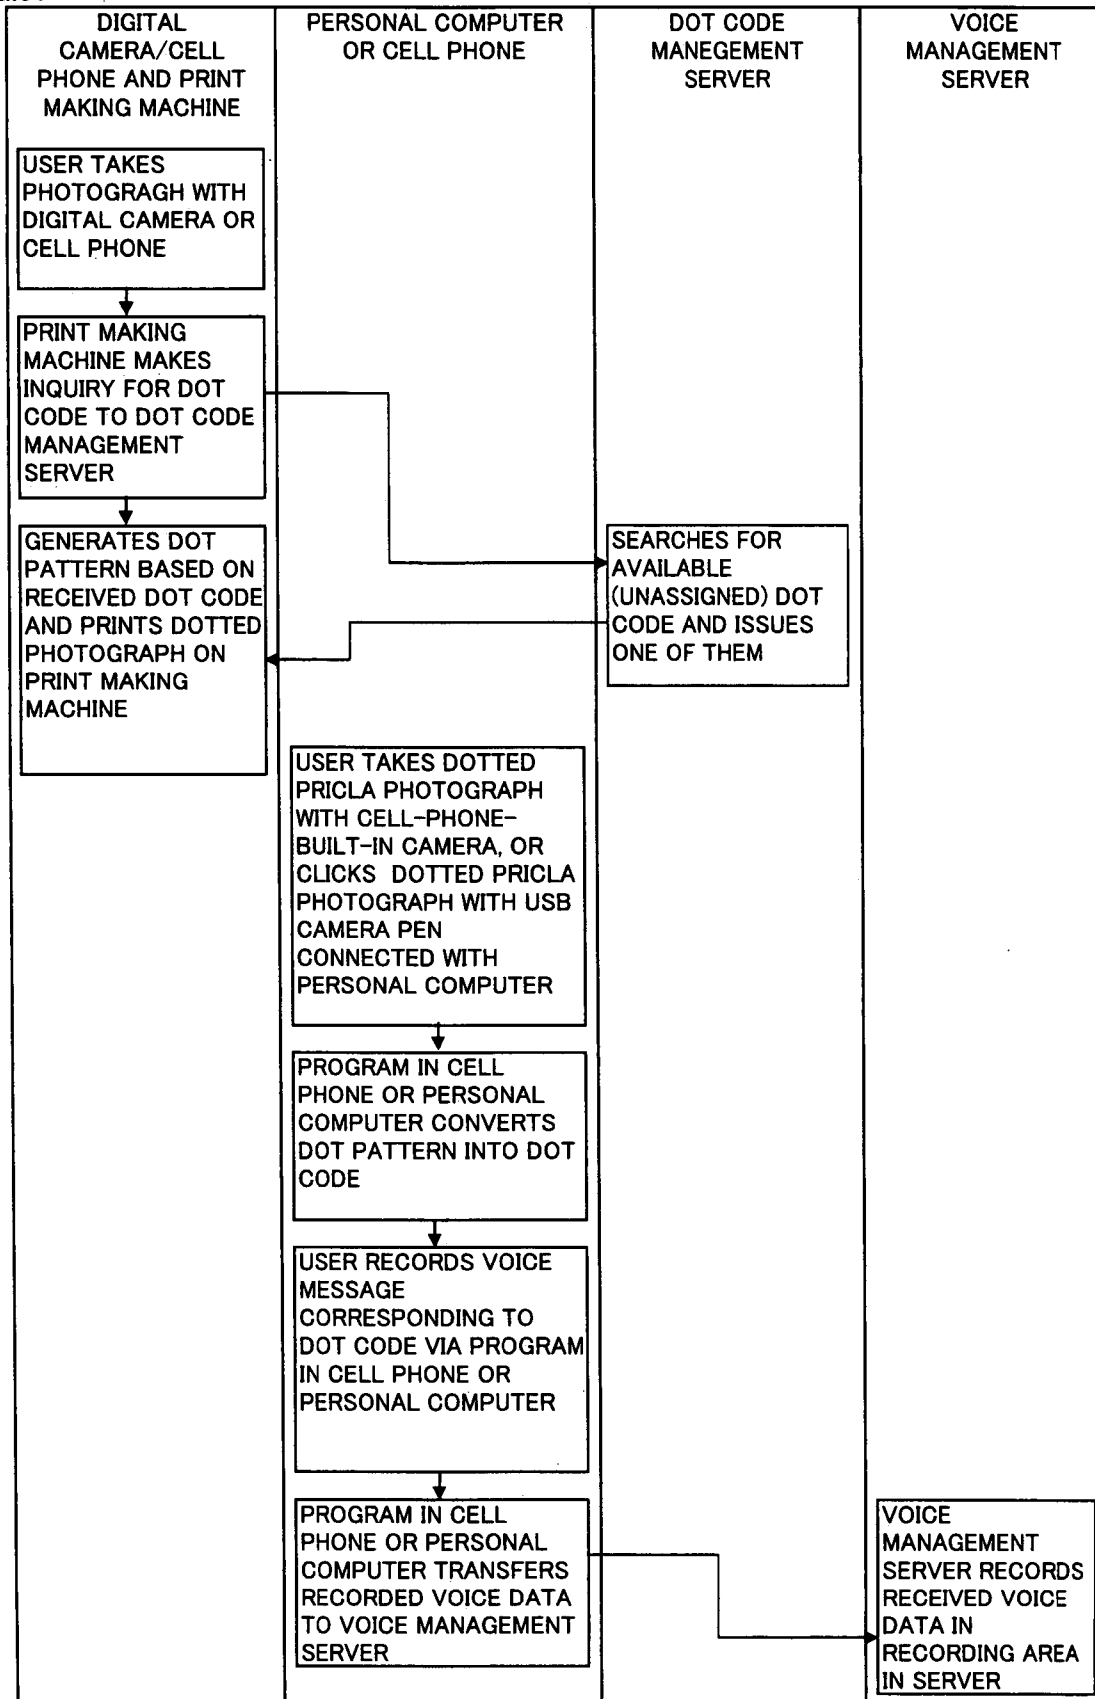 DIGITAL
CAMERA/CELL
PHONE AND PRINT
MAKING MACHINE
PERSONAL COMPUTER
OR CELL PHONE
DOT CODE
MANEGEMENT
SERVER
VOICE
MANAGEMENT
SERVER
USER TAKES
PHOTOGRAGH WITH
DIGITAL CAMERA OR
CELL PHONE
PRINT MAKING
MACHINE MAKES
INQUIRY FOR DOT
CODE TO DOT CODE
MANAGEMENT
SERVER
GENERATES DOT
PATTERN BASED ON
RECEIVED DOT CODE
AND PRINTS DOTTED
PHOTOGRAPH ON
PRINT MAKING
MACHINE
SEARCHES FOR
AVAILABLE
(UNASSIGNED) DOT
CODE AND ISSUES
ONE OF THEM
USER TAKES DOTTED
PRICLA PHOTOGRAPH
WITH CELL-PHONE-
BUILT-IN CAMERA, OR
CLICKS DOTTED PRICLA
PHOTOGRAPH WITH USB
CAMERA PEN
CONNECTED WITH
PERSONAL COMPUTER
PROGRAM IN CELL
PHONE OR PERSONAL
COMPUTER CONVERTS
DOT PATTERN INTO DOT
CODE
USER RECORDS VOICE
MESSAGE
CORRESPONDING TO
DOT CODE VIA PROGRAM
IN CELL PHONE OR
PERSONAL COMPUTER
PROGRAM IN CELL
PHONE OR PERSONAL
COMPUTER TRANSFERS
RECORDED VOICE DATA
TO VOICE MANAGEMENT
SERVER
VOICE
MANAGEMENT
SERVER RECORDS
RECEIVED VOICE
DATA IN
RECORDING AREA
IN SERVER